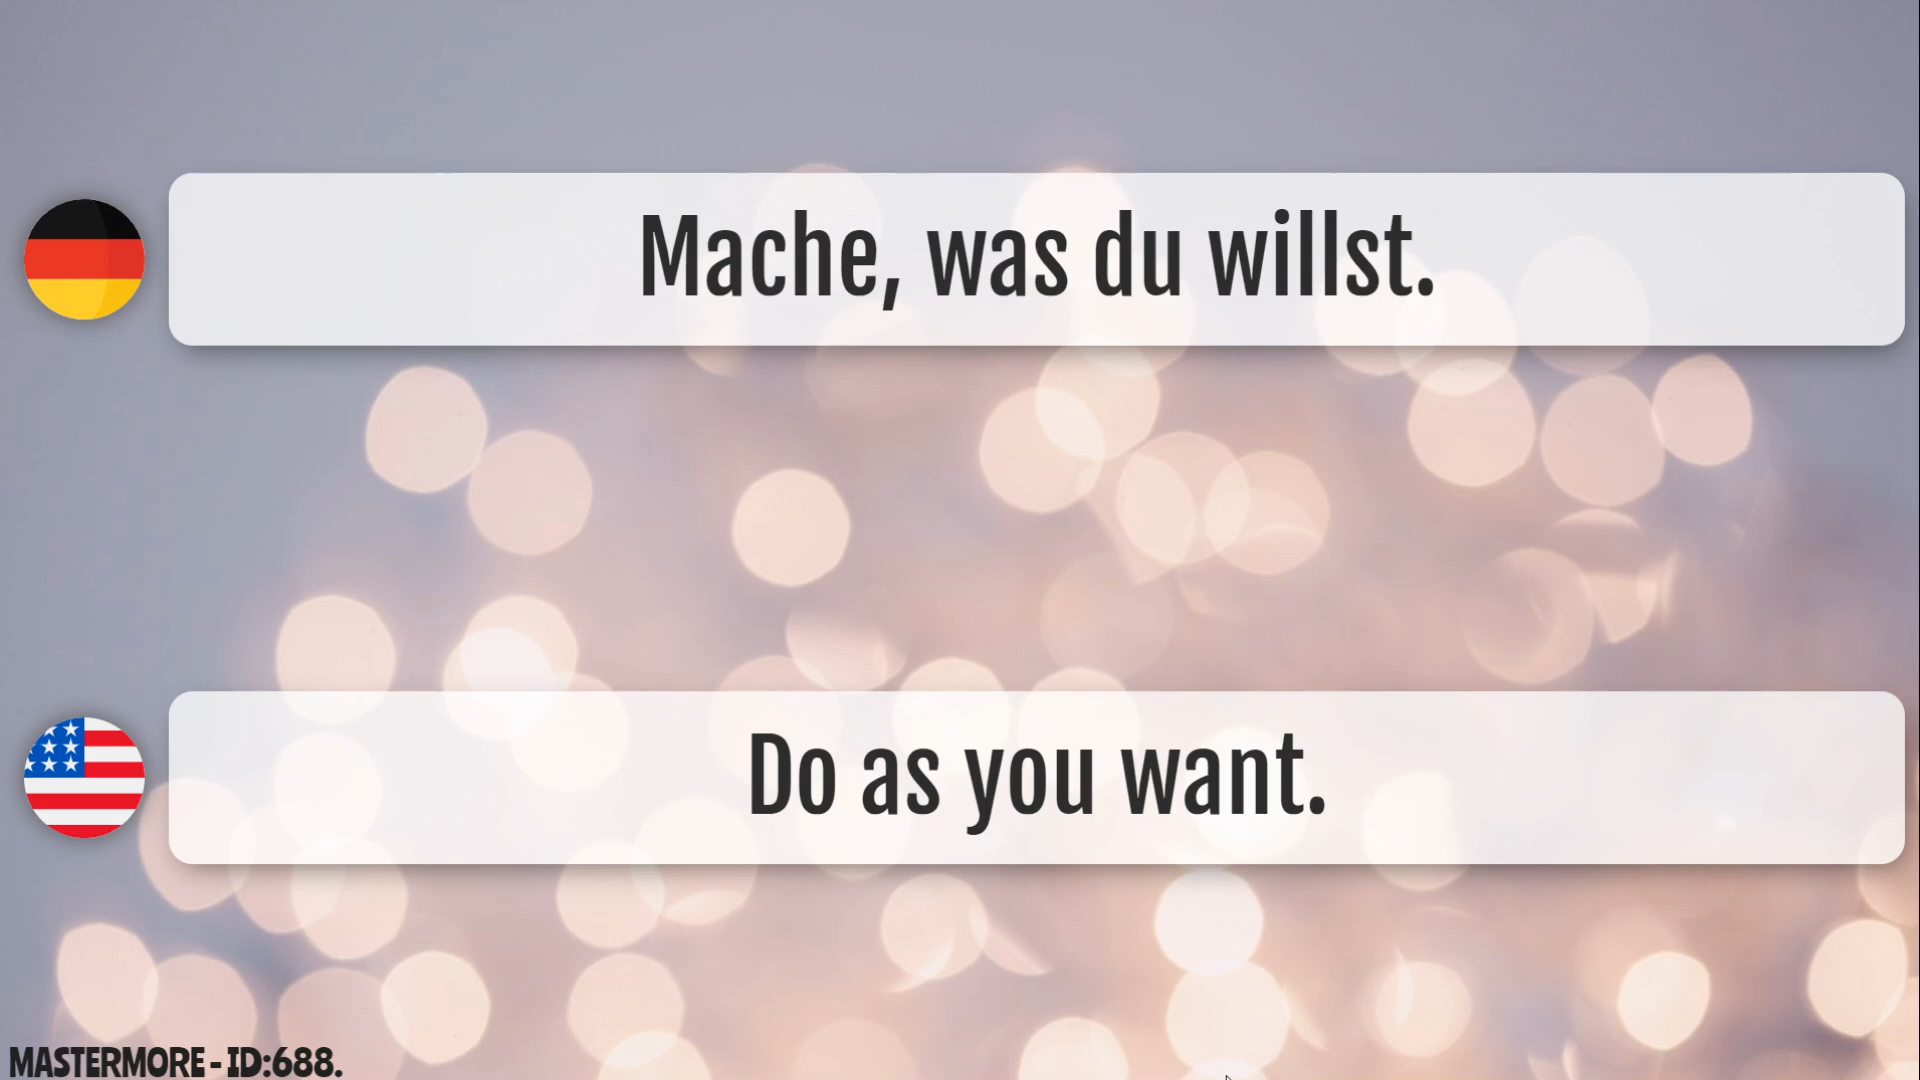 Mache, was du willst.
Do as you want.
MASTERMORE - ID:688.